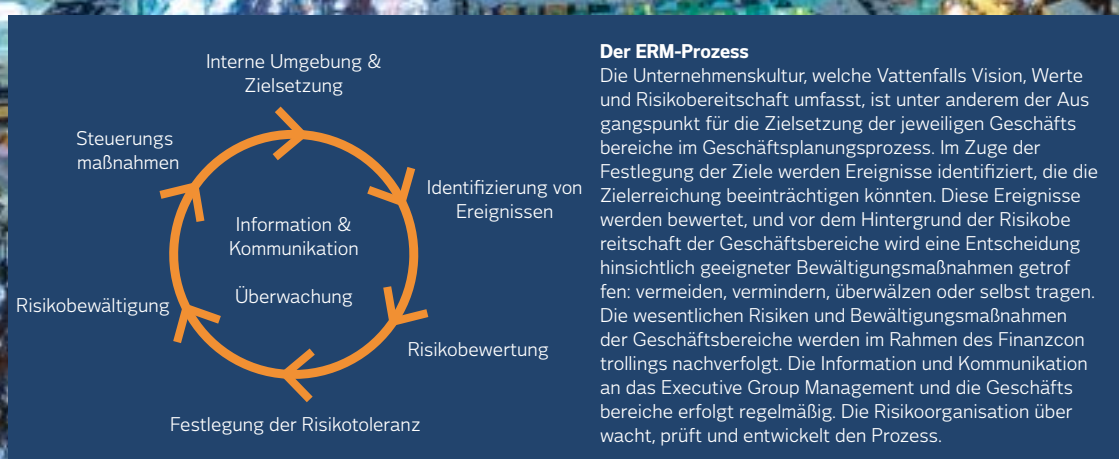 Interne Umgebung &
Zielsetzung
Steuerungs
maßnahmen
Identifizierung von
Ereignissen
Information &
Kommunikation
Überwachung
Risikobewältigung
Risikobewertung
Festlegung der Risikotoleranz
Der ERM-Prozess
Die Unternehmenskultur, welche Vattenfalls Vision, Werte
und Risikobereitschaft umfasst, ist unter anderem der Aus
gangspunkt für die Zielsetzung der jeweiligen Geschäfts
bereiche im Geschäftsplanungsprozess. Im Zuge der
Festlegung der Ziele werden Ereignisse identifiziert, die die
Zielerreichung beeinträchtigen könnten. Diese Ereignisse
werden bewertet, und vor dem Hintergrund der Risikobe
reitschaft der Geschäftsbereiche wird eine Entscheidung
hinsichtlich geeigneter Bewältigungsmaßnahmen getrof
fen: vermeiden, vermindern, überwälzen oder selbst tragen.
Die wesentlichen Risiken und Bewältigungsmaßnahmen
der Geschäftsbereiche werden im Rahmen des Finanzcon
trollings nachverfolgt. Die Information und Kommunikation
an das Executive Group Management und die Geschäfts
bereiche erfolgt regelmäßig. Die Risikoorganisation über
wacht, prüft und entwickelt den Prozess.